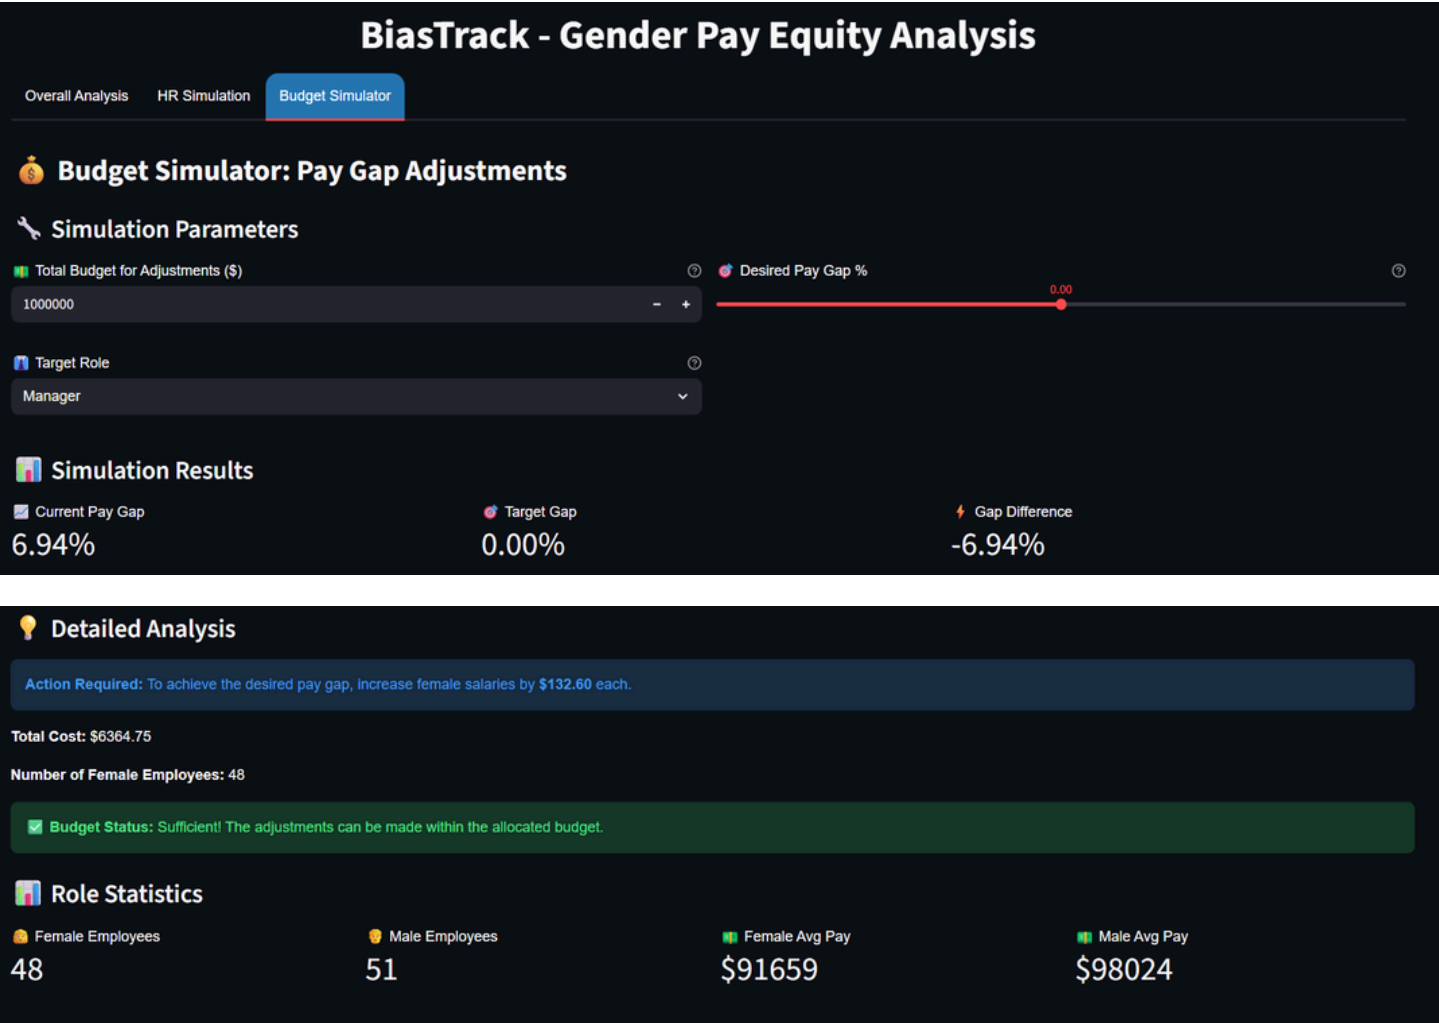 BiasTrack - Gender Pay Equity Analysis
Overall Analysis HR Simulation Budget Simulator
Budget Simulator: Pay Gap Adjustments
Simulation Parameters
Total Budget for Adjustments ($)
1000000 - +
Desired Pay Gap %
0.00
Target Role
Manager
Simulation Results
Current Pay Gap Target Gap Gap Difference
6.94% 0.00% -6.94%
Detailed Analysis
Action Required: To achieve the desired pay gap, increase female salaries by $132.60 each.
Total Cost: $6364.75
Number of Female Employees: 48
Budget Status: Sufficient! The adjustments can be made within the allocated budget.
Role Statistics
Female Employees Male Employees Female Avg Pay Male Avg Pay
48 51 $91659 $98024